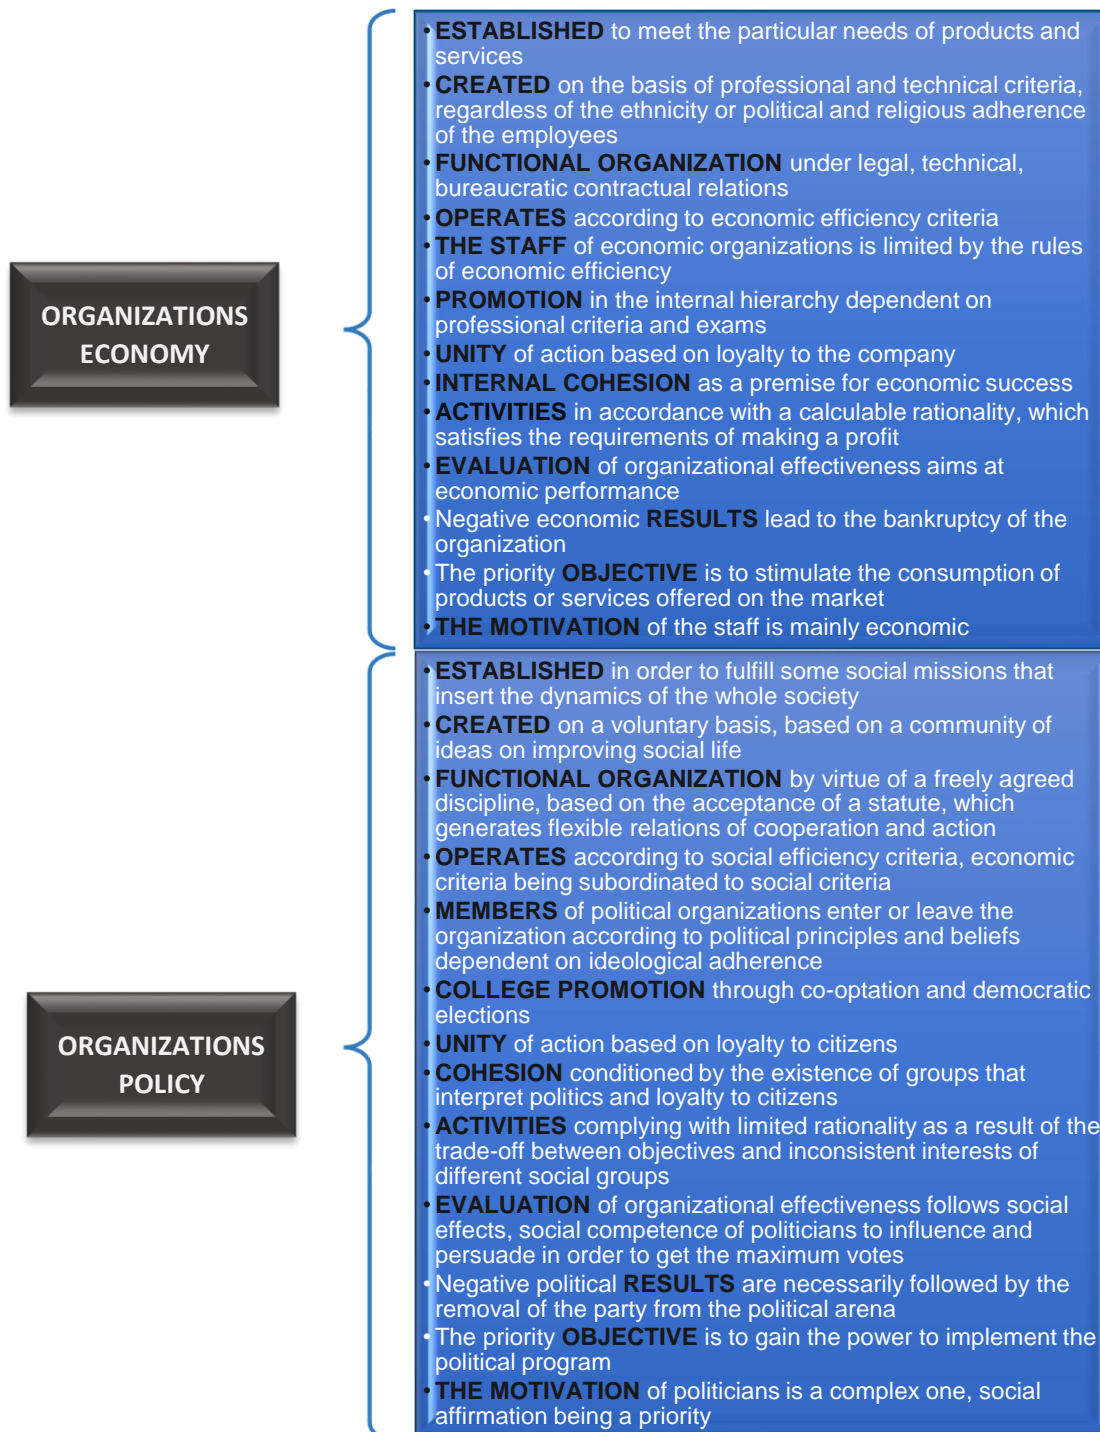 ORGANIZATIONS
ECONOMY
• ESTABLISHED to meet the particular needs of products and
services
• CREATED on the basis of professional and technical criteria,
regardless of the ethnicity or political and religious adherence
of the employees
• FUNCTIONAL ORGANIZATION under legal, technical,
bureaucratic contractual relations
• OPERATES according to economic efficiency criteria
• THE STAFF of economic organizations is limited by the rules
of economic efficiency
• PROMOTION in the internal hierarchy dependent on
professional criteria and exams
• UNITY of action based on loyalty to the company
• INTERNAL COHESION as a premise for economic success
• ACTIVITIES in accordance with a calculable rationality, which
satisfies the requirements of making a profit
• EVALUATION of organizational effectiveness aims at
economic performance
• Negative economic RESULTS lead to the bankruptcy of the
organization
• The priority OBJECTIVE is to stimulate the consumption of
products or services offered on the market
• THE MOTIVATION of the staff is mainly economic
ORGANIZATIONS
POLICY
• ESTABLISHED in order to fulfill some social missions that
insert the dynamics of the whole society
• CREATED on a voluntary basis, based on a community of
ideas on improving social life
• FUNCTIONAL ORGANIZATION by virtue of a freely agreed
discipline, based on the acceptance of a statute, which
generates flexible relations of cooperation and action
• OPERATES according to social efficiency criteria, economic
criteria being subordinated to social criteria
• MEMBERS of political organizations enter or leave the
organization according to political principles and beliefs
dependent on ideological adherence
• COLLEGE PROMOTION through co-optation and democratic
elections
• UNITY of action based on loyalty to citizens
• COHESION conditioned by the existence of groups that
interpret politics and loyalty to citizens
• ACTIVITIES complying with limited rationality as a result of the
trade-off between objectives and inconsistent interests of
different social groups
• EVALUATION of organizational effectiveness follows social
effects, social competence of politicians to influence and
persuade in order to get the maximum votes
• Negative political RESULTS are necessarily followed by the
removal of the party from the political arena
• The priority OBJECTIVE is to gain the power to implement the
political program
• THE MOTIVATION of politicians is a complex one, social
affirmation being a priority